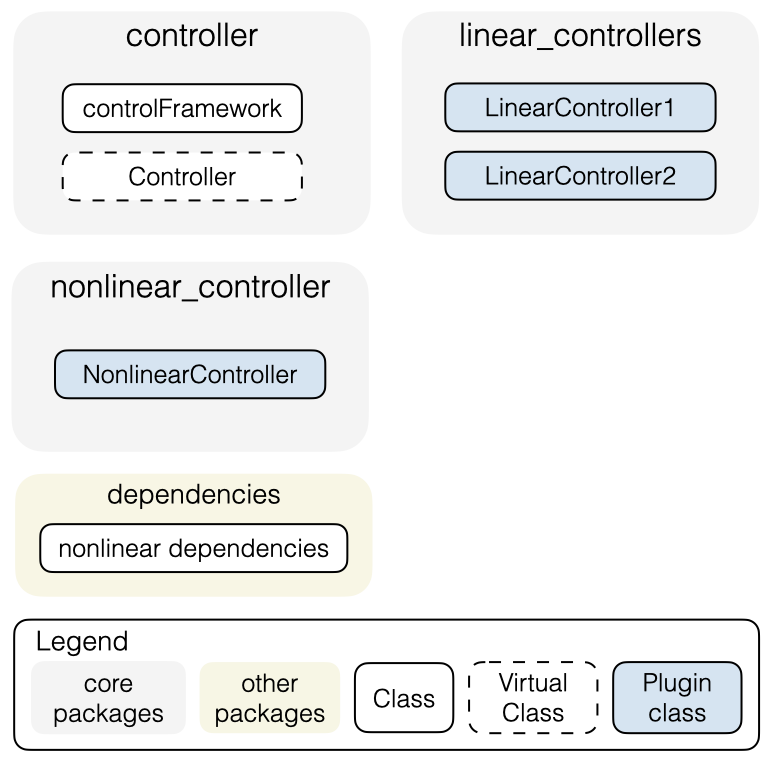 controller
controlFramework
Controller
linear_controllers
LinearController1
LinearController2
nonlinear_controller
NonlinearController
dependencies
nonlinear dependencies
Legend
core
packages
other
packages
Class
Virtual
Class
Plugin
class